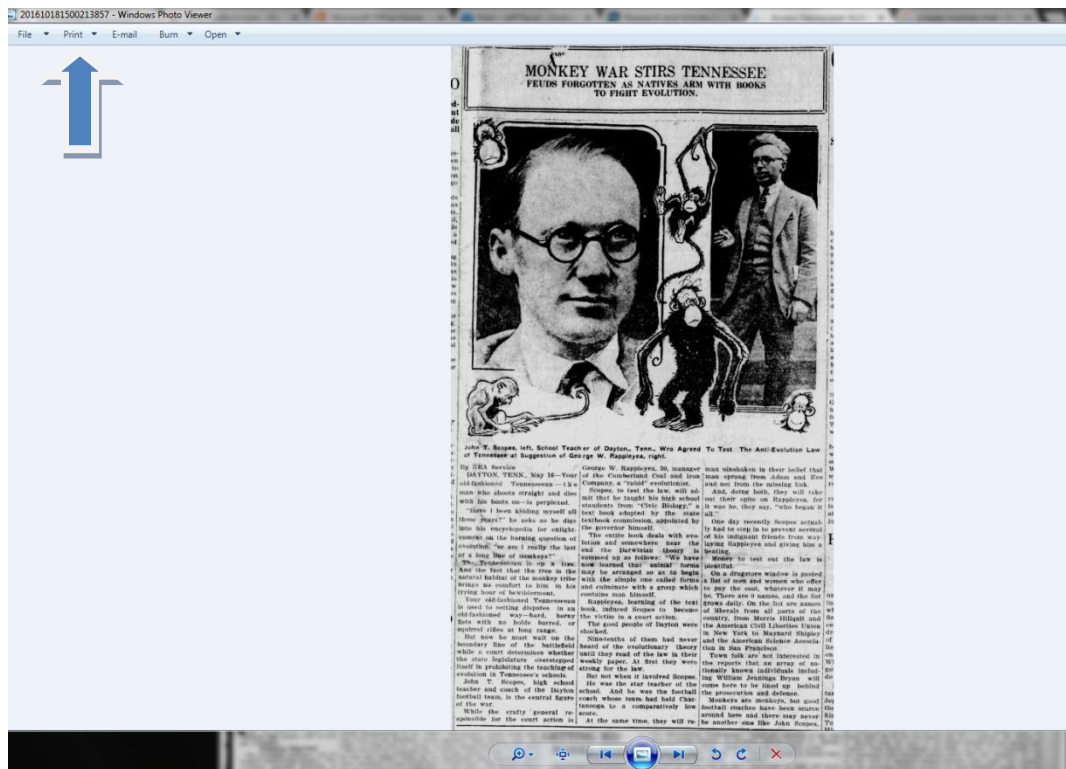 201610181500213857 - Windows Photo Viewer
File Print E-mail Burn Open
MONKEY WAR STIRS TENNESSEE
FEUDS FORGOTTEN AS NATIVES ARM WITH BOOKS
TO FIGHT EVOLUTION.
John T. Scopes, left, School Teacher of Dayton, Tenn., Wro Agreed To Test The Anti-Evolution Law
of Tennessee at Suggestion of George W. Rappleyea, right.
By SEA Service
DAYTON, TENN., May 16—Your
old-fashioned Tennesseean—the
man who shoots straight and dies
with his boots on—is perplexed.
"Have I been kidding myself all
these years?" he asks as he digs
into his encyclopedia for enlight-
enment on the burning question of
evolution, "or am I really the last
of a long line of monkeys?"
The Tennesseean is up a tree.
And the fact that the tree is the
natural habitat of the monkey tribe
brings no comfort to him in his
trying hour of bewilderment.
Your old-fashioned Tennesseean
is used to settling disputes in an
old-fashioned way—hard, horny
fists with no holds barred, or
squirrel rifles at long range.
But now he must wait on the
boundary line of the battlefield
while a court determines whether
the state legislature overstepped
itself in prohibiting the teaching of
evolution in Tennessee's schools.
John T. Scopes, high school
teacher and coach of the Dayton
football team, is the central figure
of the war.
While the crafty general re-
sponsible for the court action is
George W. Rappleyea, manager
of the Cumberland Coal and Iron
Company, a "rabid" evolutionist.
Scopes, to test the law, will ad-
mit that he taught his high school
students from "Civic Biology," a
text book adopted by the state
textbook commission, appointed by
the governor himself.
The entire book deals with evo-
lution and somewhere near the
end the Darwinian theory is
summed up as follows: "We have
now learned that animal forms
may be arranged so as to begin
with the simple one called forms
and culminate with a group which
contains man himself.
Rappleyea, learning of the text
book, induced Scopes to become
the victim in a court action.
The good people of Dayton were
shocked.
Nine-tenths of them had never
heard of the evolutionary theory
until they read of the law in their
weekly paper. At first they were
strong for the law.
But not when it involved Scopes.
He was the star teacher of the
school. And he was the football
coach whose team had held Chat-
tanooga to a comparatively low
score.
At the same time, they will re-
man ninshaken in their belief that
man sprang from Adam and Eve
and not from the missing link.
And, doing both, they will take
out their spite on Rappleyea, for
it was he, they say, "who began it
all."
One day recently Scopes actual-
ly had to step in to prevent several
of his indignant friends from way-
laying Rappleyea and giving him a
beating.
Money to test out the law is
plentiful.
On a drugstore window is pasted
a list of men and women who offer
to pay the cost, whatever it may
be. There are 9 names, and the list
grows daily. On the list are names
of liberals from all parts of the
country, from Morris Hillquit and
the American Civil Liberties Union
in New York to Maynard Shipley
and the American Science Associa-
tion in San Francisco.
Town folk are not interested in
the reports that an array of na-
tionally known individuals includ-
ing William Jennings Bryan will
come here to be lined up behind
the prosecution and defense.
Monkeys are monkeys, but good
football coaches have been scarce
around here and there may never
be another one like John Scopes.